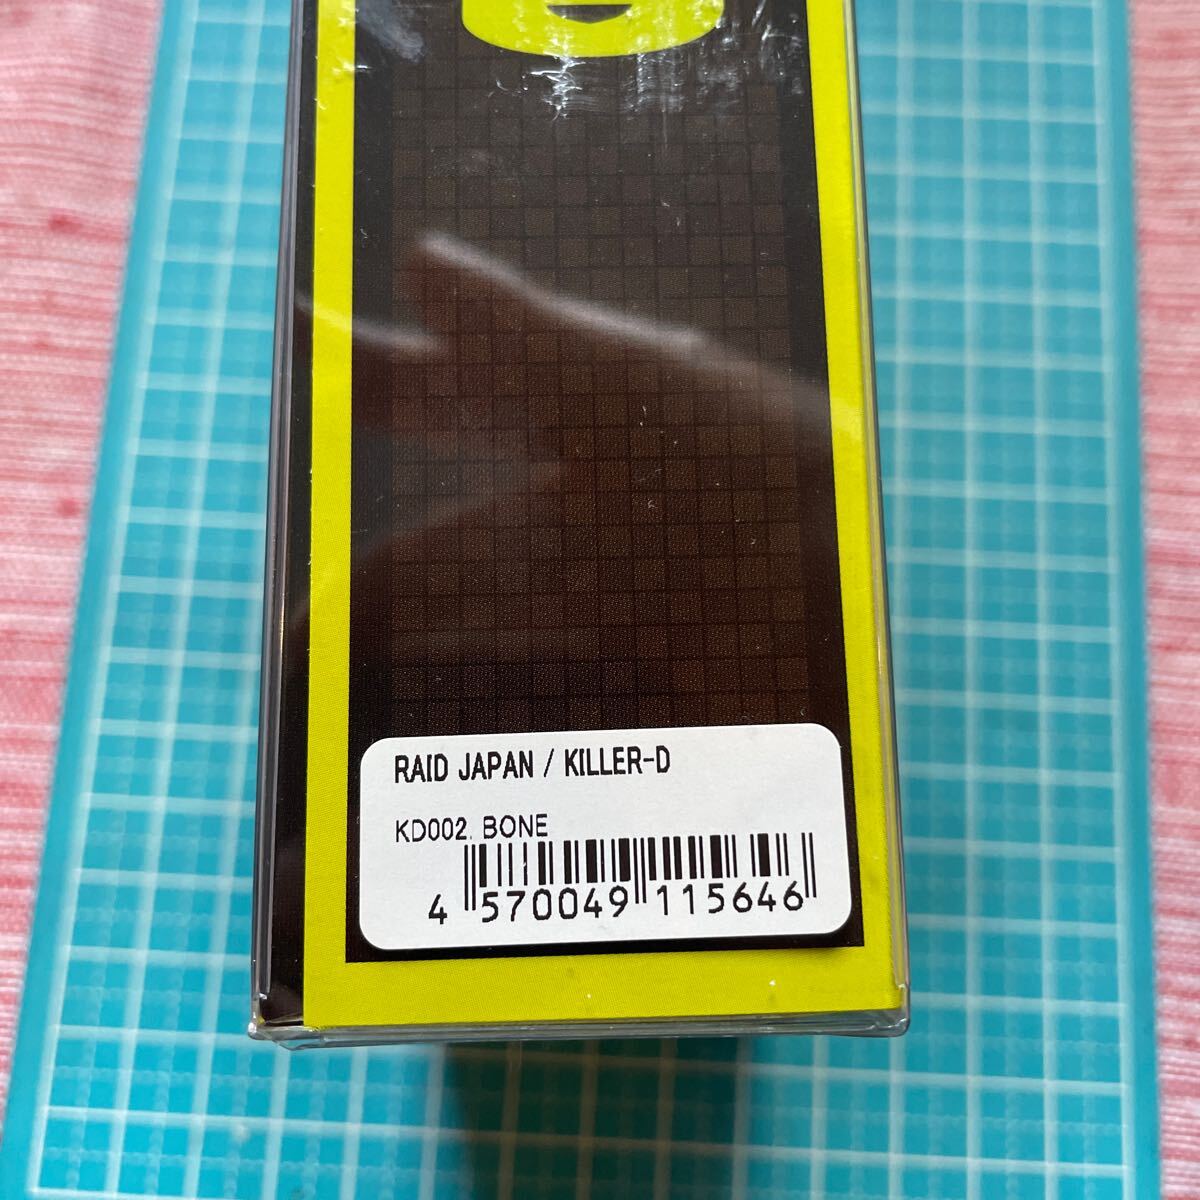 RAID JAPAN / KILLER-D
KD002. BONE
4 570049 115646